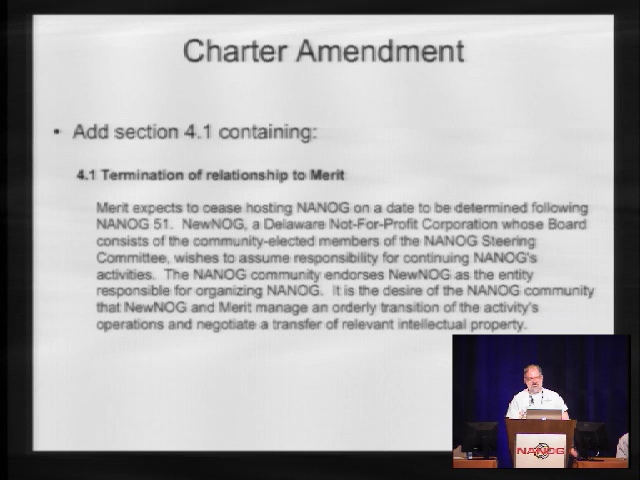 Charter Amendment
• Add section 4.1 containing:
4.1 Termination of relationship to Merit
Merit expects to cease hosting NANOG on a date to be determined following
NANOG 51. NewNOG, a Delaware Not-For-Profit Corporation whose Board
consists of the community-elected members of the NANOG Steering
Committee, wishes to assume responsibility for continuing NANOG's
activities. The NANOG community endorses NewNOG as the entity
responsible for organizing NANOG. It is the desire of the NANOG community
that NewNOG and Merit manage an orderly transition of the activity's
operations and negotiate a transfer of relevant intellectual property.
NANOG